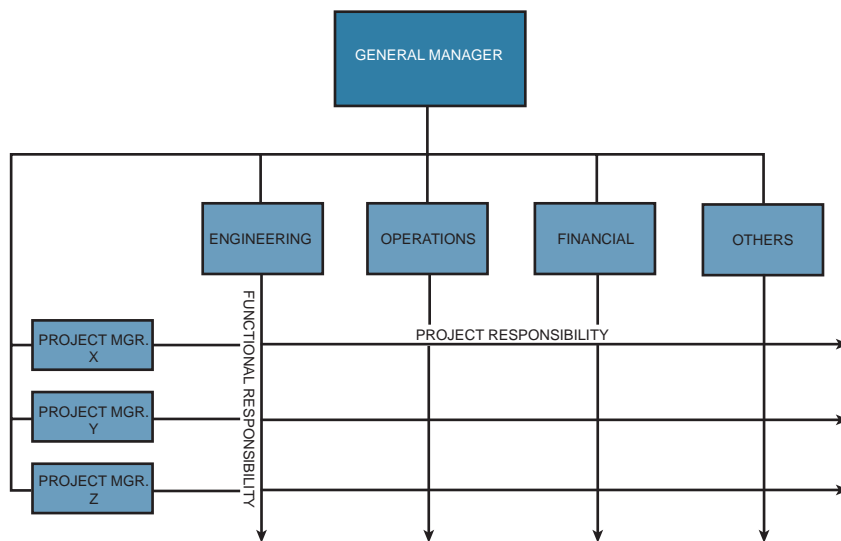 GENERAL MANAGER
ENGINEERING
OPERATIONS
FINANCIAL
OTHERS
FUNCTIONAL RESPONSIBILITY
PROJECT RESPONSIBILITY
PROJECT MGR.
X
PROJECT MGR.
Y
PROJECT MGR.
Z